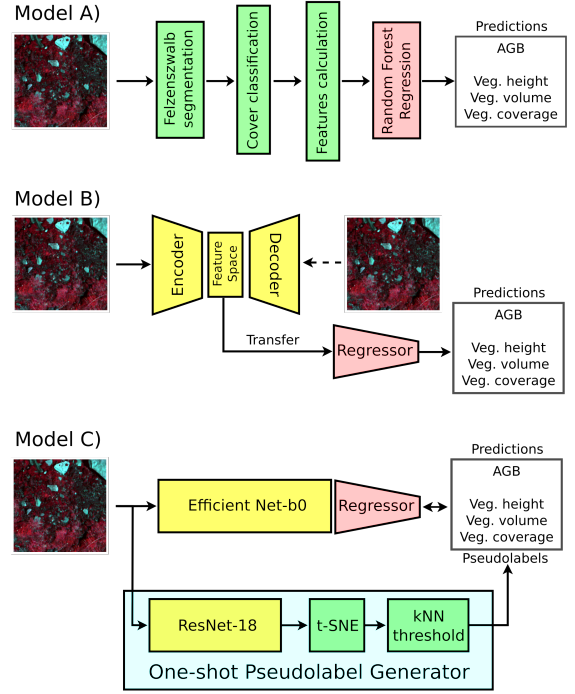 Model A)
Felzenszwalb
segmentation
Cover classification
Features calculation
Random Forest
Regression
Predictions
AGB
Veg. height
Veg. volume
Veg. coverage
Model B)
Encoder
Feature
Space
Decoder
Transfer
Regressor
Predictions
AGB
Veg. height
Veg. volume
Veg. coverage
Model C)
Efficient Net-b0
Regressor
Predictions
AGB
Veg. height
Veg. volume
Veg. coverage
Pseudolabels
ResNet-18
t-SNE
kNN
threshold
One-shot Pseudolabel Generator